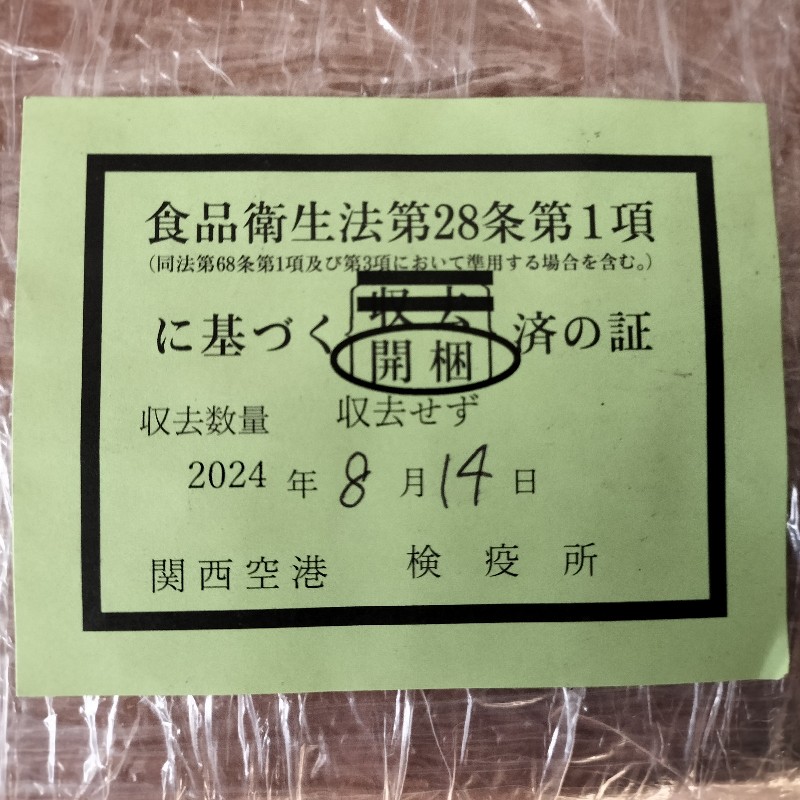 食品衛生法第28条第1項
(同法第68条第1項及び第3項において準用する場合を含む。)
に基づく 収去 済の証
開梱
収去数量 収去せず
2024 年 8 月 14 日
関西空港 検疫所